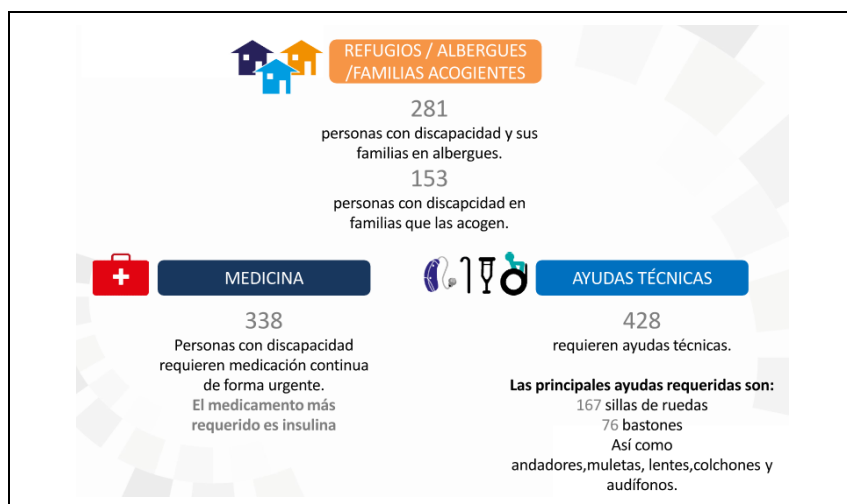 REFUGIOS / ALBERGUES
/FAMILIAS ACOGIENTES
281
personas con discapacidad y sus
familias en albergues.
153
personas con discapcidad en
familias que las acogen.
MEDICINA
338
Personas con discapacidad
requieren medicación continua
de forma urgente.
El medicamento más
requerido es insulina
AYUDAS TÉCNICAS
428
requieren ayudas técnicas.
Las principales ayudas requeridas son:
167 sillas de ruedas
76 bastones
Así como
andadores,muletas, lentes,colchones y
audífonos.